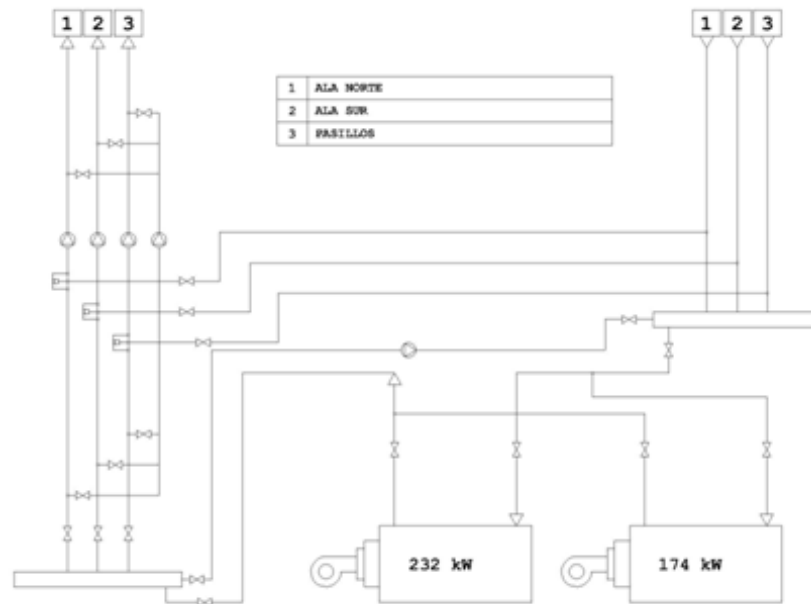 1 2 3
1 2 3
1 ALA NORTE
2 ALA SUR
3 PASILLOS
232 kW
174 kW